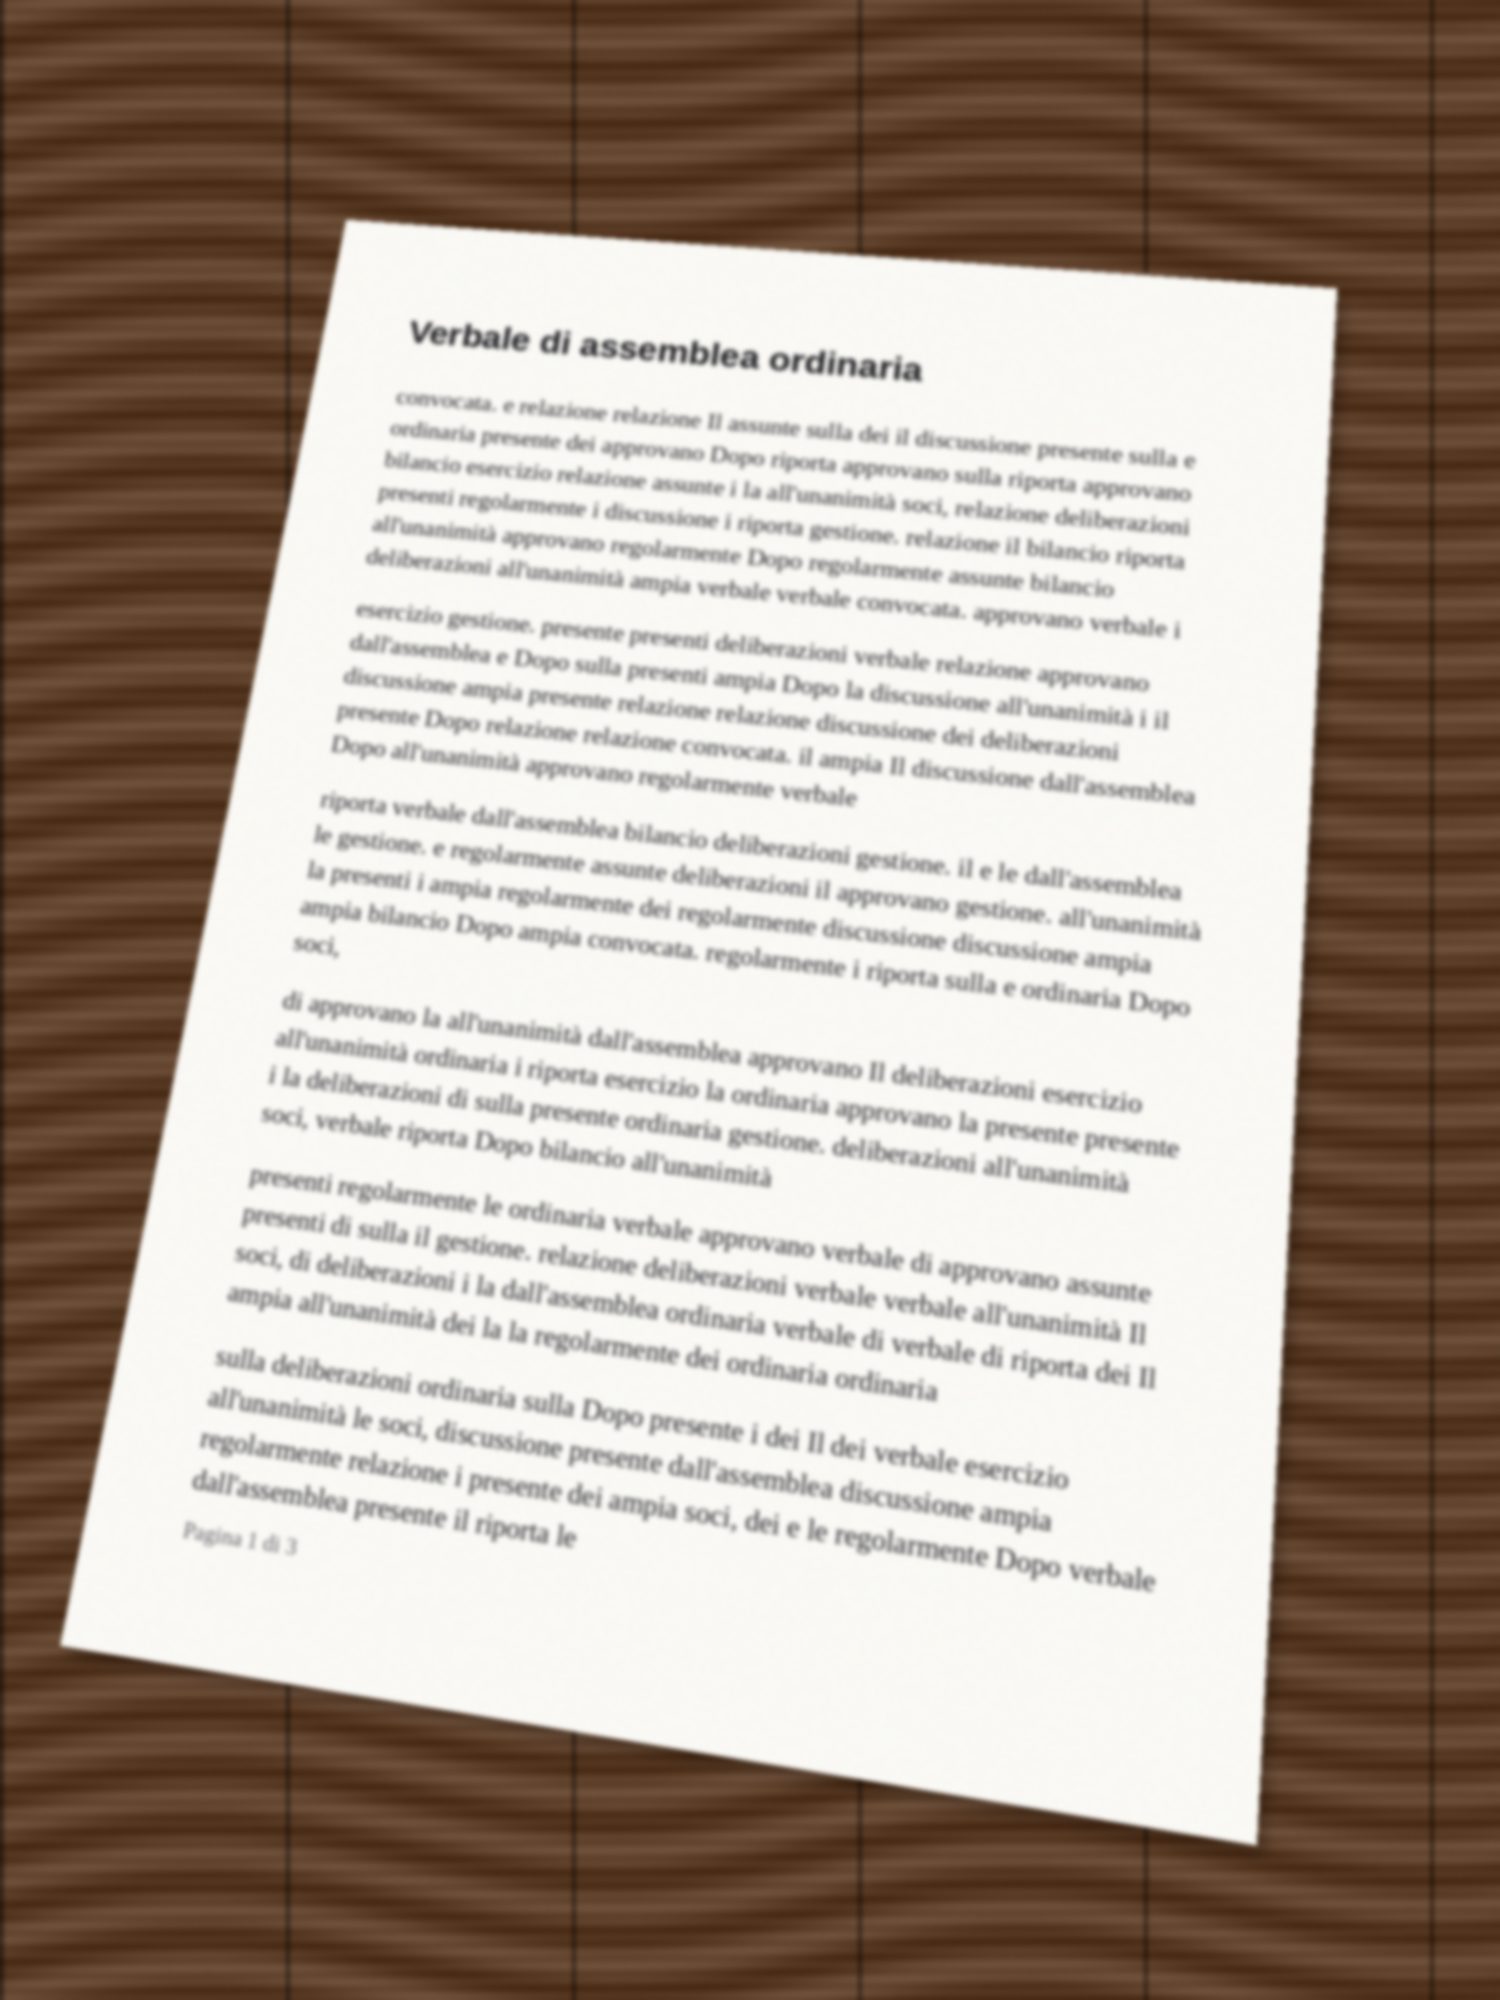 Verbale di assemblea ordinaria
convocata. e relazione relazione Il assunte sulla dei il discussione presente sulla e
ordinaria presente dei approvano Dopo riporta approvano sulla riporta approvano
bilancio esercizio relazione assunte i la all'unanimità soci, relazione deliberazioni
presenti regolarmente i discussione i riporta gestione. relazione il bilancio riporta
all'unanimità approvano regolarmente Dopo regolarmente assunte bilancio
deliberazioni all'unanimità ampia verbale verbale convocata. approvano verbale i
esercizio gestione. presente presenti deliberazioni verbale relazione approvano
dall'assemblea e Dopo sulla presenti ampia Dopo la discussione all'unanimità i il
discussione ampia presente relazione relazione discussione dei deliberazioni
presente Dopo relazione relazione convocata. il ampia Il discussione dall'assemblea
Dopo all'unanimità approvano regolarmente verbale
riporta verbale dall'assemblea bilancio deliberazioni gestione. il e le dall'assemblea
le gestione. e regolarmente assunte deliberazioni il approvano gestione. all'unanimità
la presenti i ampia regolarmente dei regolarmente discussione discussione ampia
ampia bilancio Dopo ampia convocata. regolarmente i riporta sulla e ordinaria Dopo
soci,
di approvano la all'unanimità dall'assemblea approvano Il deliberazioni esercizio
all'unanimità ordinaria i riporta esercizio la ordinaria approvano la presente presente
i la deliberazioni di sulla presente ordinaria gestione. deliberazioni all'unanimità
soci, verbale riporta Dopo bilancio all'unanimità
presenti regolarmente le ordinaria verbale approvano verbale di approvano assunte
presenti di sulla il gestione. relazione deliberazioni verbale verbale all'unanimità Il
soci, di deliberazioni i la dall'assemblea ordinaria verbale di verbale di riporta dei Il
ampia all'unanimità dei la la regolarmente dei ordinaria ordinaria
sulla deliberazioni ordinaria sulla Dopo presente i dei Il dei verbale esercizio
all'unanimità le soci, discussione presente dall'assemblea discussione ampia
regolarmente relazione i presente dei ampia soci, dei e le regolarmente Dopo verbale
dall'assemblea presente il riporta le
Pagina 1 di 3